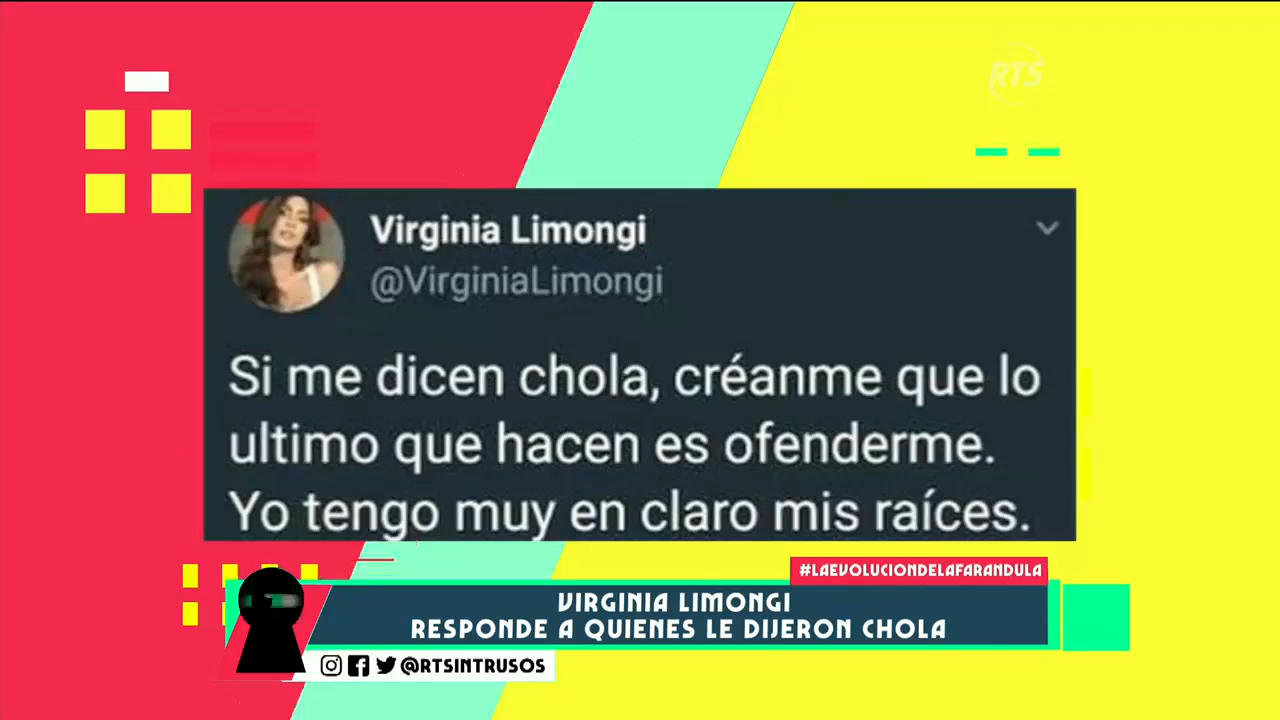 RTS
Virginia Limongi
@VirginiaLimongi
Si me dicen chola, créanme que lo
ultimo que hacen es ofenderme.
Yo tengo muy en claro mis raíces.
#LAEVOLUCIONDELAFARANDULA
VIRGINIA LIMONGI
RESPONDE A QUIENES LE DIJERON CHOLA
@RTSINTRUSOS